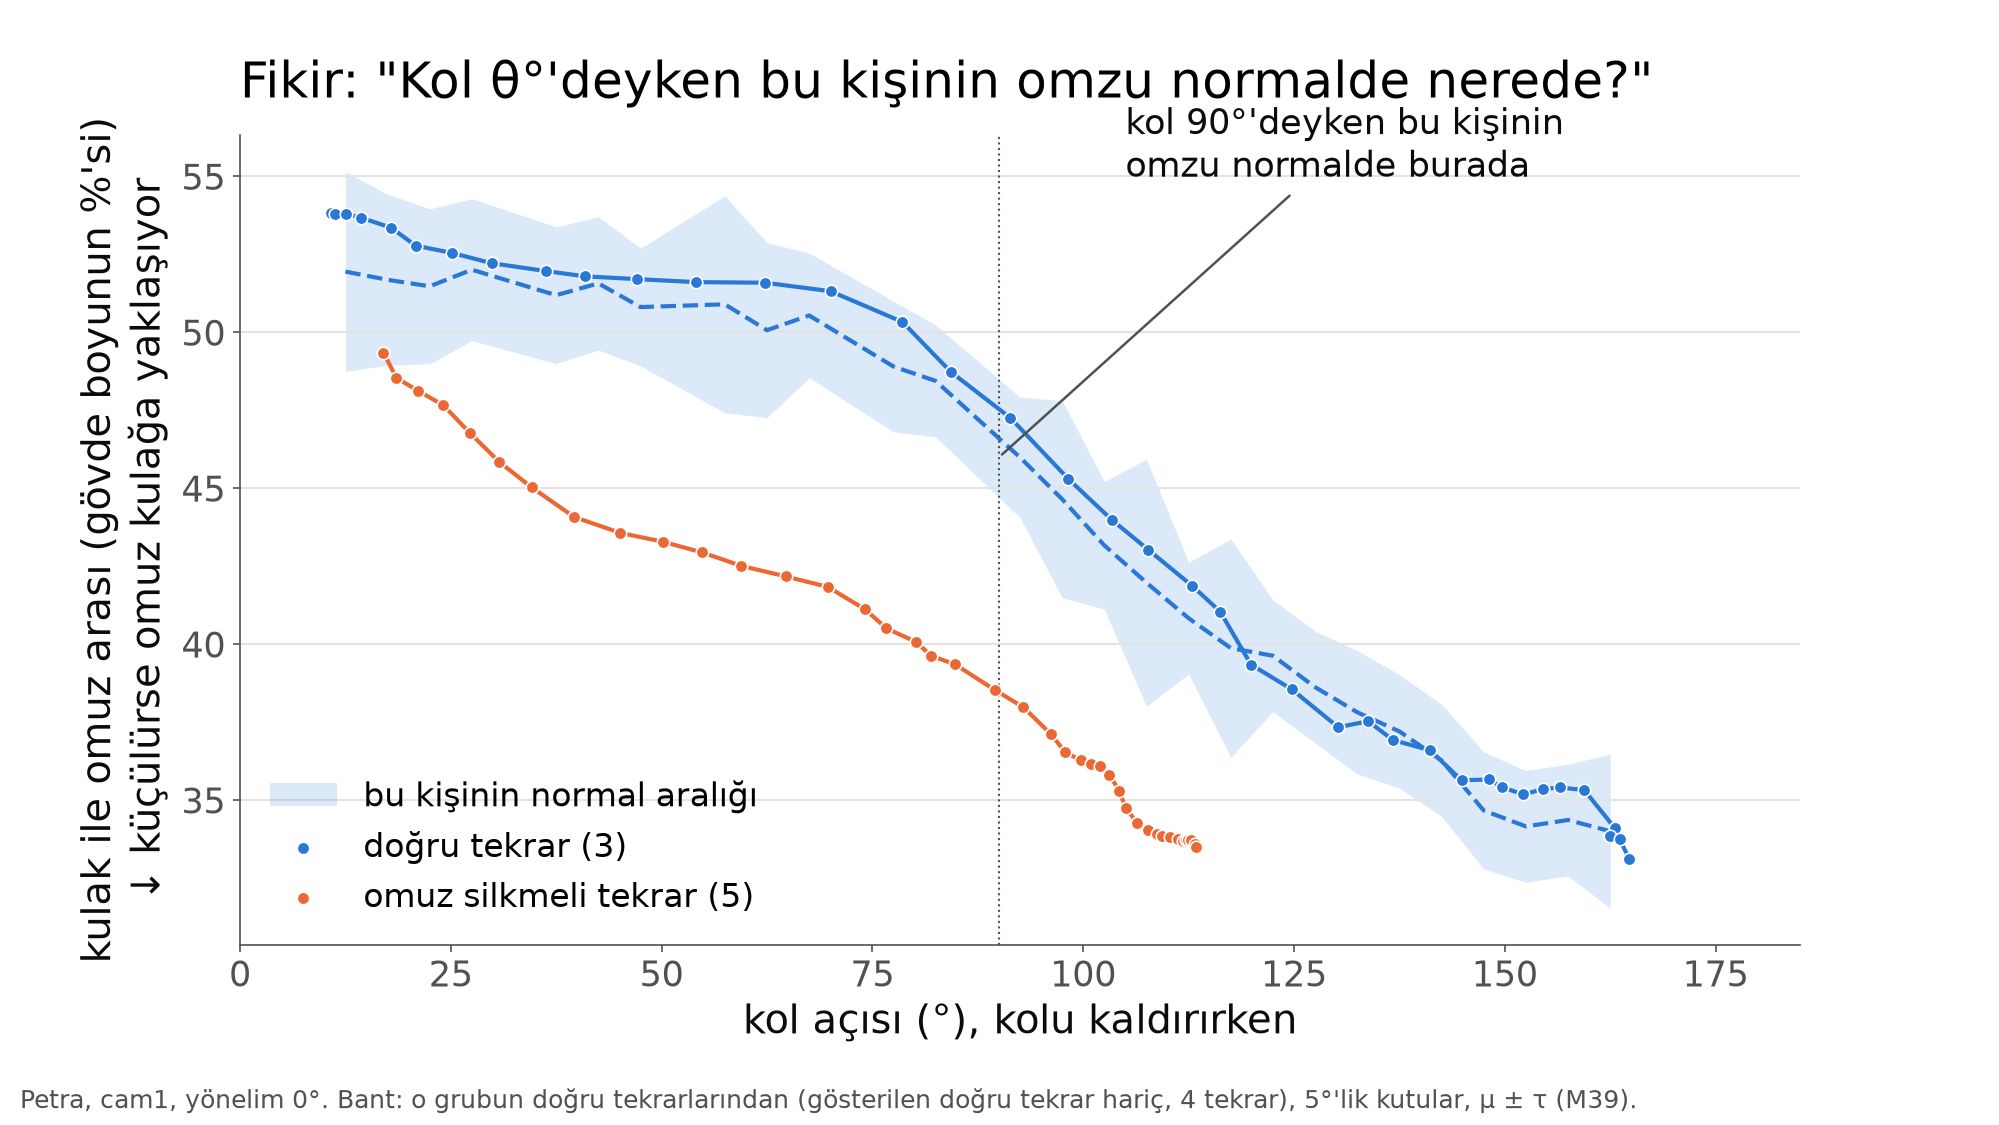 Fikir: "Kol θ°'deyken bu kişinin omzu normalde nerede?"
kol 90°'deyken bu kişinin
omzu normalde burada
kulak ile omuz arası (gövde boyunun %'si)
↓ küçülürse omuz kulağa yaklaşıyor
55
50
45
40
35
bu kişinin normal aralığı
doğru tekrar (3)
omuz silkmeli tekrar (5)
0 25 50 75 100 125 150 175
kol açısı (°), kolu kaldırırken
Petra, cam1, yönelim 0°. Bant: o grubun doğru tekrarlarından (gösterilen doğru tekrar hariç, 4 tekrar), 5°'lik kutular, μ ± τ (M39).